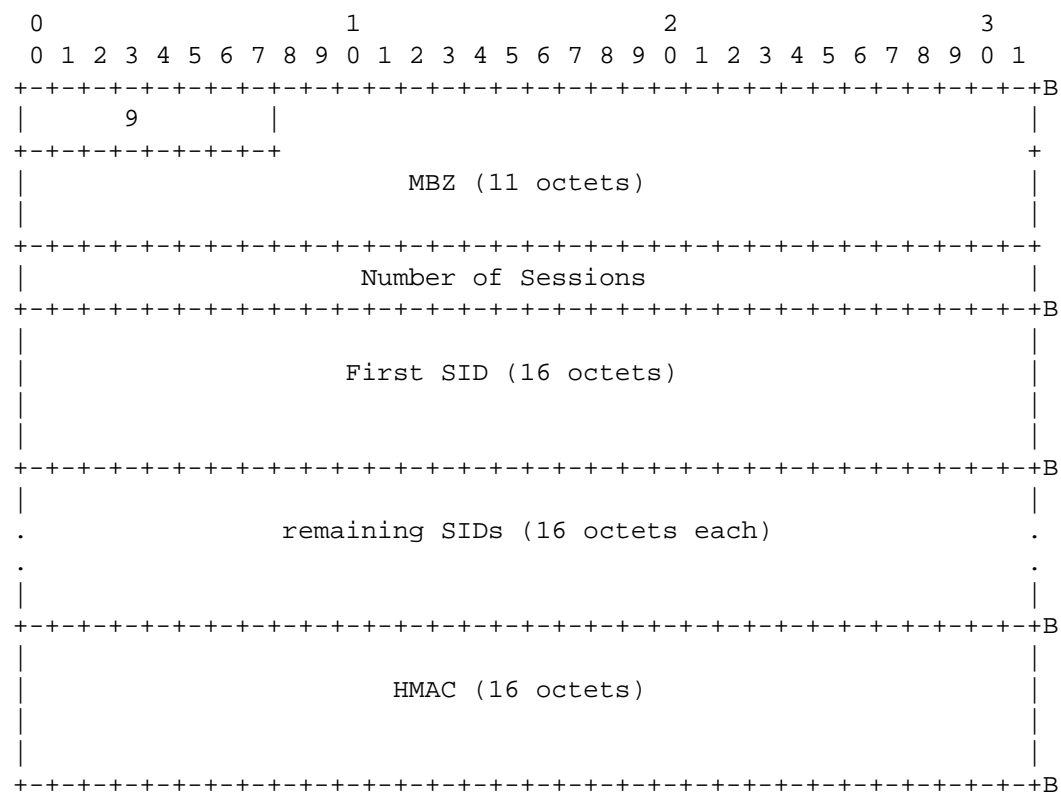 0                   1                   2                   3
0 1 2 3 4 5 6 7 8 9 0 1 2 3 4 5 6 7 8 9 0 1 2 3 4 5 6 7 8 9 0 1
+-+-+-+-+-+-+-+-+-+-+-+-+-+-+-+-+-+-+-+-+-+-+-+-+-+-+-+-+-+-+-+-+B
|      9        |                                               |
+-+-+-+-+-+-+-+-+                                               +
|                        MBZ (11 octets)                        |
|                                                               |
+-+-+-+-+-+-+-+-+-+-+-+-+-+-+-+-+-+-+-+-+-+-+-+-+-+-+-+-+-+-+-+-+
|                     Number of Sessions                        |
+-+-+-+-+-+-+-+-+-+-+-+-+-+-+-+-+-+-+-+-+-+-+-+-+-+-+-+-+-+-+-+-+B
|                                                               |
|                    First SID (16 octets)                      |
|                                                               |
|                                                               |
+-+-+-+-+-+-+-+-+-+-+-+-+-+-+-+-+-+-+-+-+-+-+-+-+-+-+-+-+-+-+-+-+B
|                                                               |
.                remaining SIDs (16 octets each)                .
.                                                               .
|                                                               |
+-+-+-+-+-+-+-+-+-+-+-+-+-+-+-+-+-+-+-+-+-+-+-+-+-+-+-+-+-+-+-+-+B
|                                                               |
|                       HMAC (16 octets)                        |
|                                                               |
|                                                               |
+-+-+-+-+-+-+-+-+-+-+-+-+-+-+-+-+-+-+-+-+-+-+-+-+-+-+-+-+-+-+-+-+B